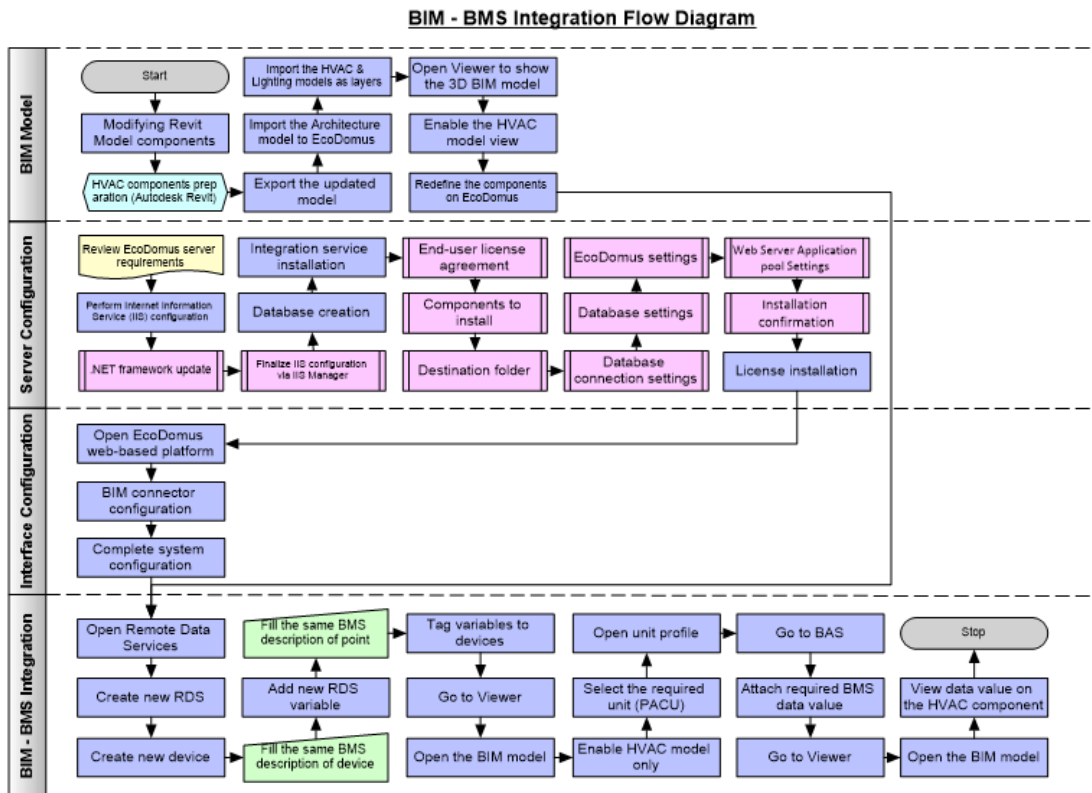 BIM - BMS Integration Flow Diagram
BIM Model
Start
Modifying Revit
Model components
HVAC components prep
aration (Autodesk Revit)
Export the updated
model
Import the Architecture
model to EcoDomus
Import the HVAC &
Lighting models as layers
Open Viewer to show
the 3D BIM model
Enable the HVAC
model view
Redefine the components
on EcoDomus
Server Configuration
Review EcoDomus server
requirements
Perform Internet Information
Service (IIS) configuration
.NET framework update
Finalize IIS configuration
via IIS Manager
Database creation
Integration service
installation
End-user license
agreement
Components to
install
Destination folder
Database
connection settings
Database settings
EcoDomus settings
Web Server Application
pool Settings
Installation
confirmation
License installation
Interface Configuration
Open EcoDomus
web-based platform
BIM connector
configuration
Complete system
configuration
BIM - BMS Integration
Open Remote Data
Services
Create new RDS
Create new device
Fill the same BMS
description of device
Add new RDS
variable
Fill the same BMS
description of point
Tag variables to
devices
Go to Viewer
Open the BIM model
Enable HVAC model
only
Select the required
unit (PACU)
Open unit profile
Go to BAS
Attach required BMS
data value
Go to Viewer
Open the BIM model
View data value on
the HVAC component
Stop